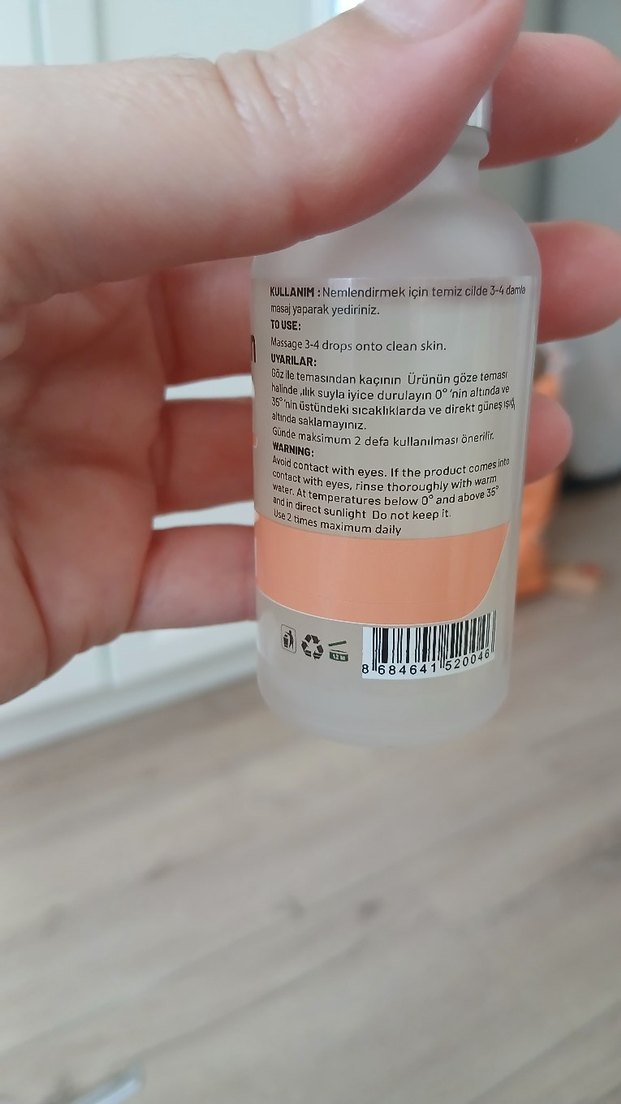 KULLANIM : Nemlendirmek için temiz cilde 3-4 damla
masaj yaparak yediriniz.
TO USE:
Massage 3-4 drops onto clean skin.
UYARILAR:
Göz ile temasından kaçının Ürünün göze teması
halinde ,ılık suyla iyice durulayın 0° 'nin altında ve
35° 'nin üstündeki sıcaklıklarda ve direkt güneş ışığı,
altında saklamayınız.
Günde maksimum 2 defa kullanılması önerilir.
WARNING:
Avoid contact with eyes. If the product comes into
contact with eyes, rinse thoroughly with warm
water. At temperatures below 0° and above 35°
and in direct sunlight Do not keep it.
Use 2 times maximum daily
12 M
8 684641 520046